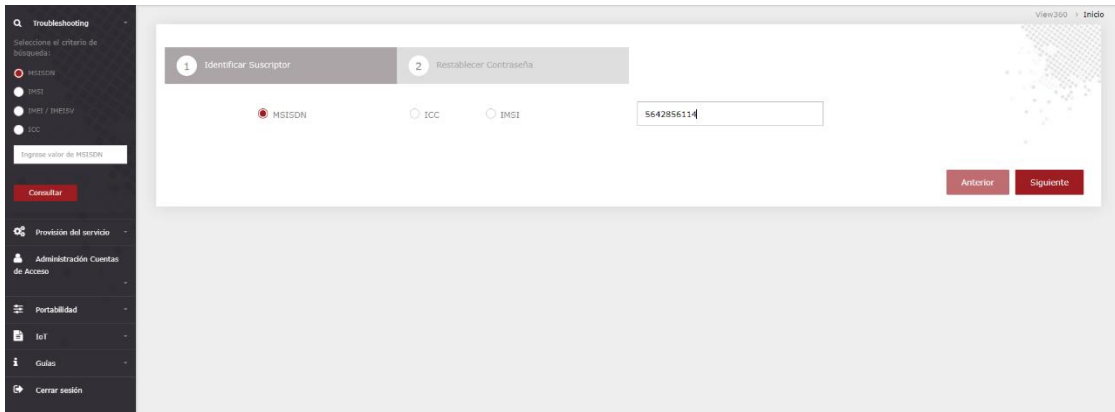 Troubleshooting
Seleccione el criterio de
búsqueda:
MSISDN
IMSI
IMEI / IMEISV
ICC
Ingrese valor de MSISDN
Consultar
Provisión del servicio
Administración Cuentas
de Acceso
Portabilidad
IoT
Guías
Cerrar sesión
View360 > Inicio
1 Identificar Suscriptor
2 Restablecer Contraseña
MSISDN ICC IMSI 5642856114
Anterior Siguiente